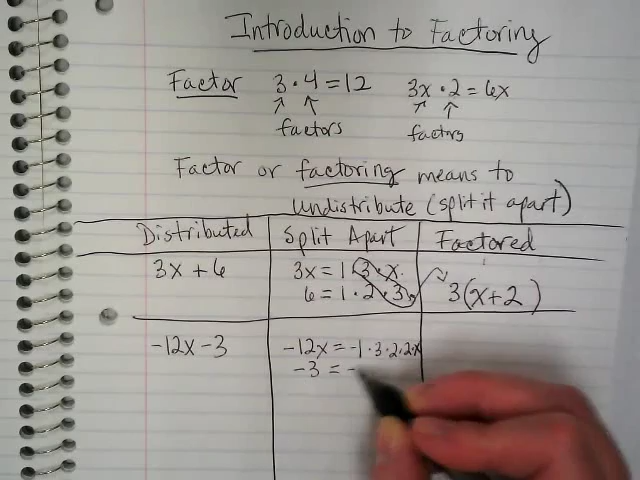 Introduction to Factoring
Factor 3 · 4 = 12 3x · 2 = 6x
factors factors
Factor or factoring means to
undistribute (split it apart)
Distributed Split Apart Factored
3x + 6 3x = 1 · 3 · x
6 = 1 · 2 · 3 3(x+2)
-12x - 3 -12x = -1 · 3 · 2 · 2 · x
-3 = -